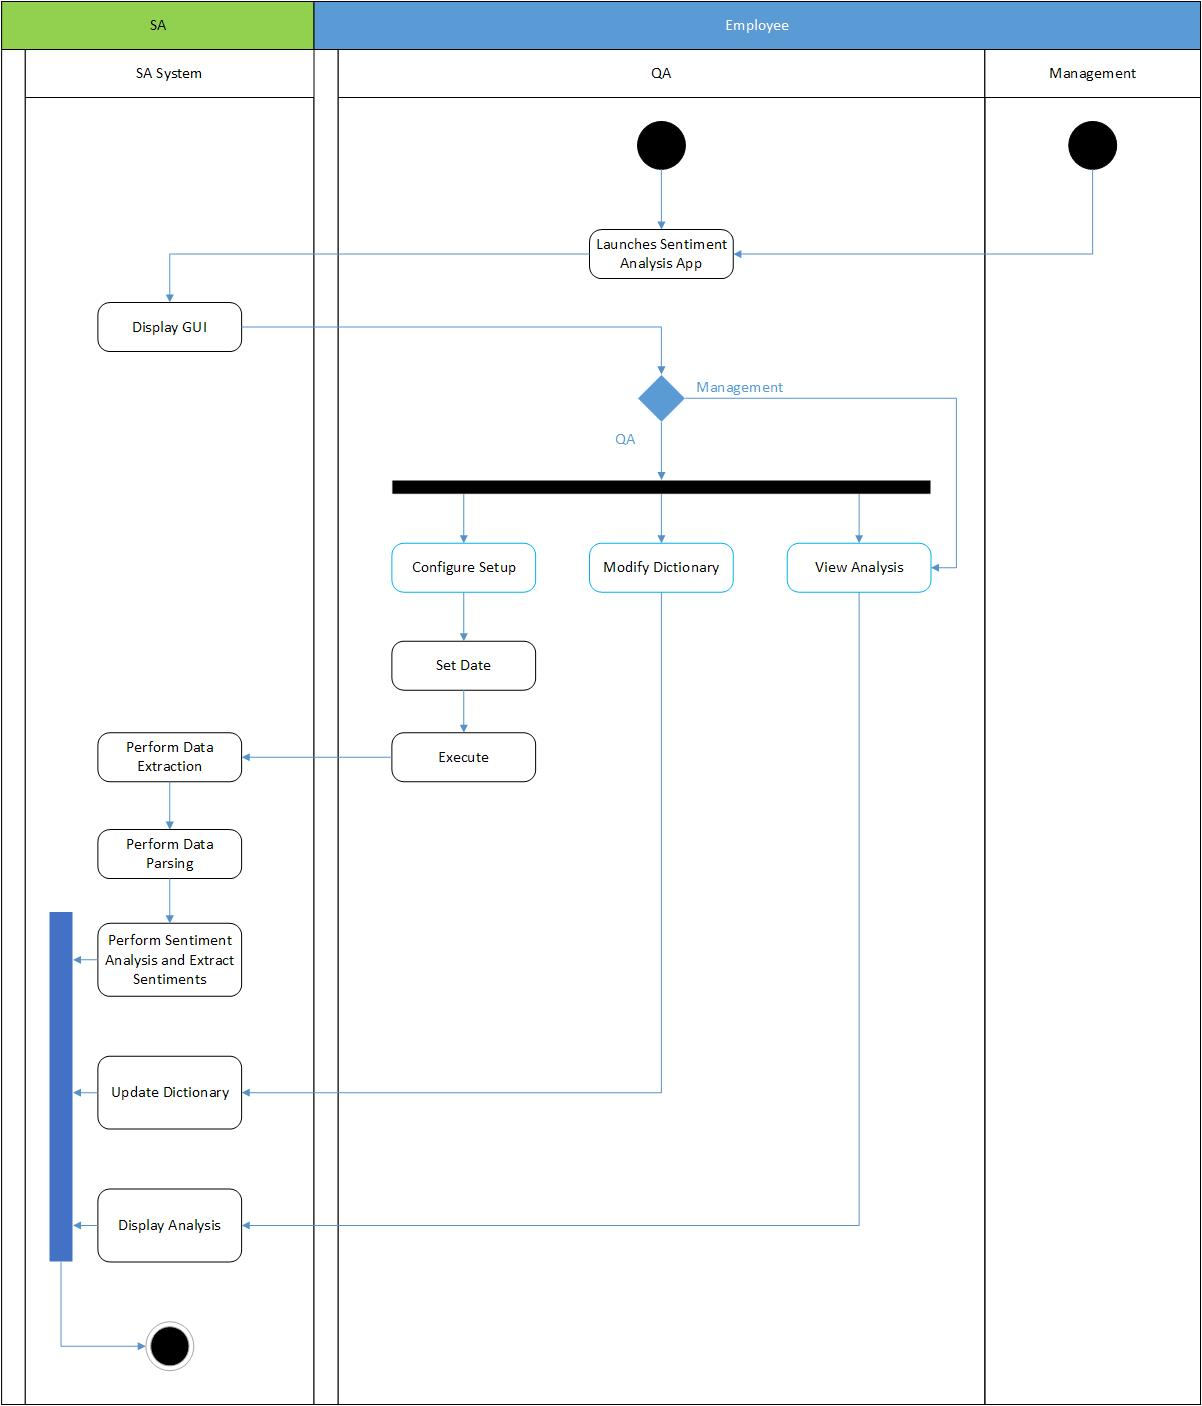 SA
Employee
SA System
QA
Management
Launches Sentiment
Analysis App
Display GUI
Management
QA
Configure Setup
Modify Dictionary
View Analysis
Set Date
Perform Data
Extraction
Execute
Perform Data
Parsing
Perform Sentiment
Analysis and Extract
Sentiments
Update Dictionary
Display Analysis